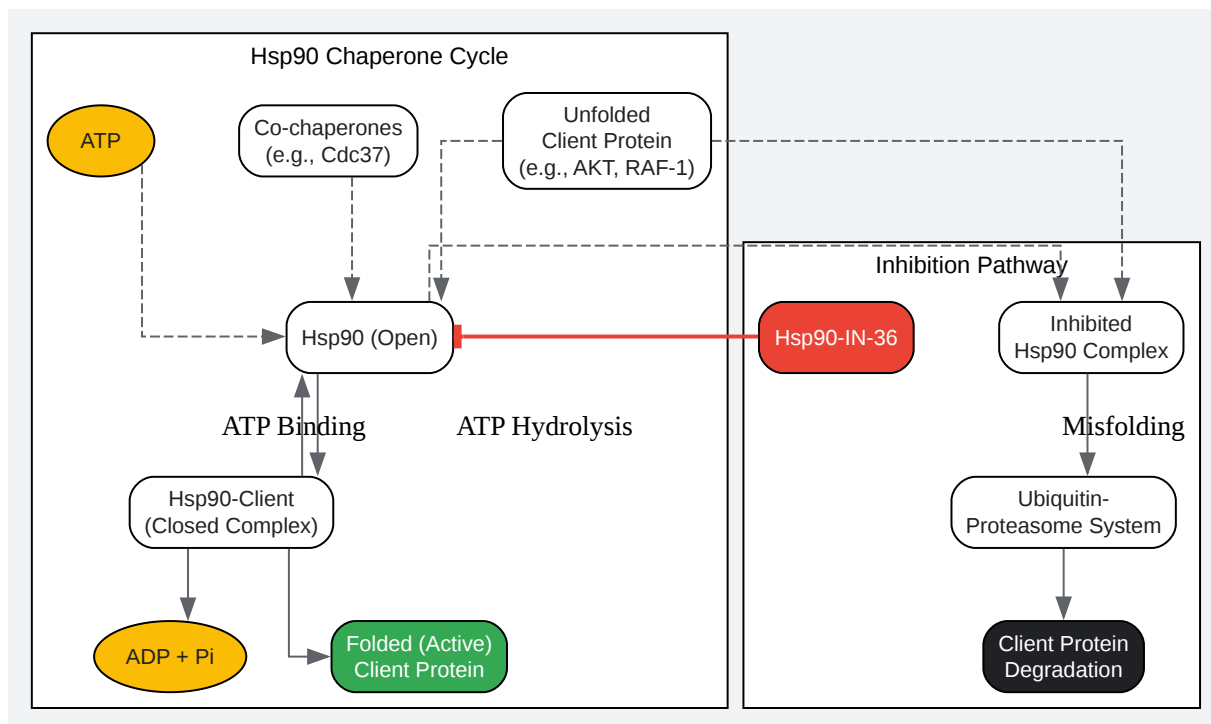 Hsp90 Chaperone Cycle
ATP
Co-chaperones
(e.g., Cdc37)
Unfolded
Client Protein
(e.g., AKT, RAF-1)
Inhibition Pathway
Hsp90 (Open)
Hsp90-IN-36
Inhibited
Hsp90 Complex
ATP Binding
ATP Hydrolysis
Misfolding
Hsp90-Client
(Closed Complex)
Ubiquitin-
Proteasome System
ADP + Pi
Folded (Active)
Client Protein
Client Protein
Degradation